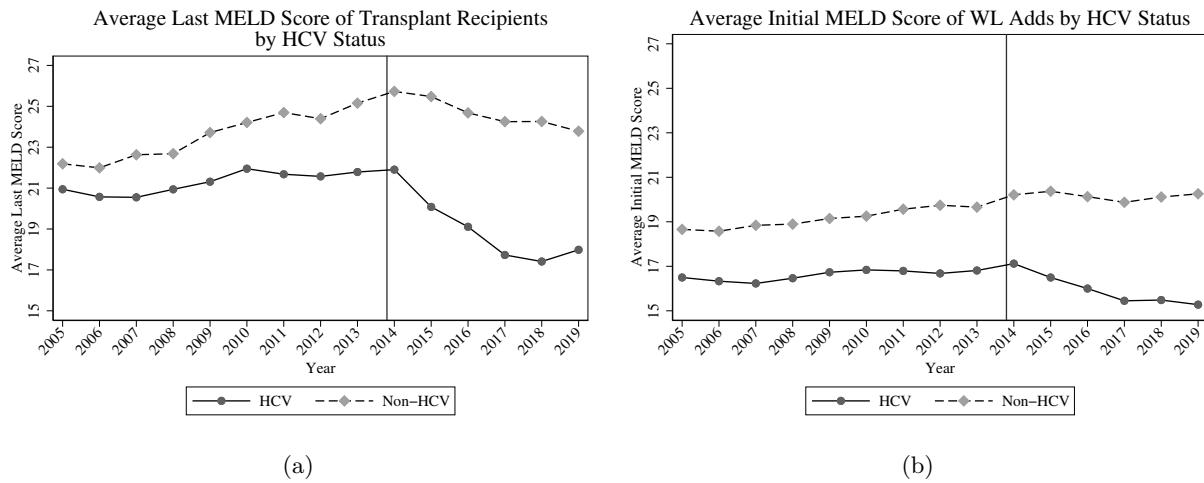 Average Last MELD Score of Transplant Recipients
by HCV Status
Average Last MELD Score
15 17 19 21 23 25 27
2005 2006 2007 2008 2009 2010 2011 2012 2013 2014 2015 2016 2017 2018 2019
Year
HCV Non−HCV
(a)
Average Initial MELD Score of WL Adds by HCV Status
Average Initial MELD Score
15 17 19 21 23 25 27
2005 2006 2007 2008 2009 2010 2011 2012 2013 2014 2015 2016 2017 2018 2019
Year
HCV Non−HCV
(b)